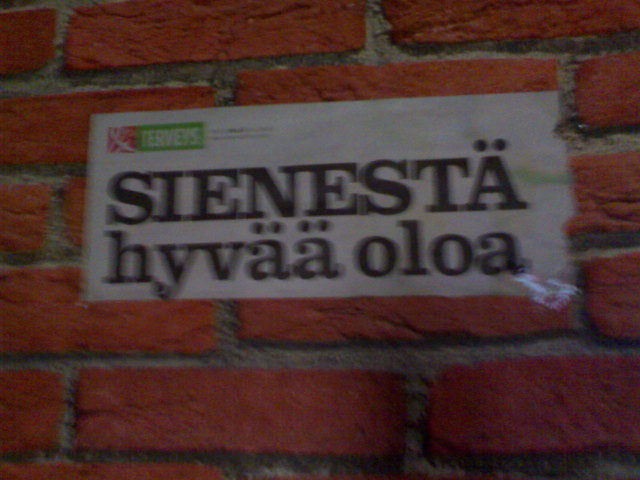 TERVEYS
SIENESTÄ
hyvää oloa